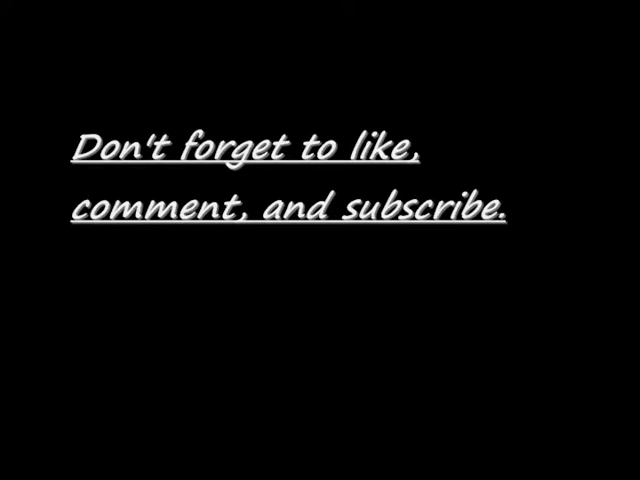 Don't forget to like,
comment, and subscribe.